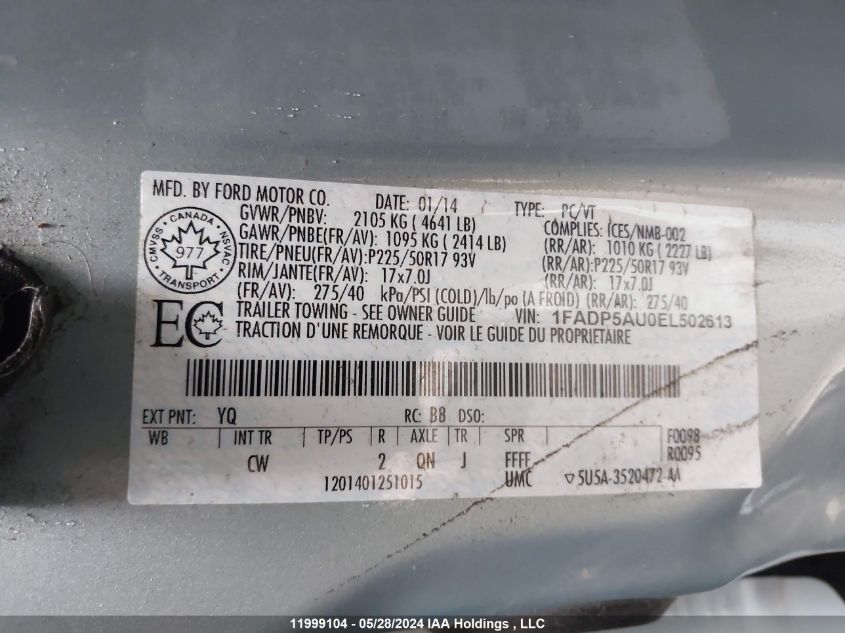 MFD. BY FORD MOTOR CO. DATE: 01/14 TYPE: PC/VT
GVWR/PNBV: 2105 KG ( 4641 LB) COMPLIES: ICES/NMB-002
GAWR/PNBE(FR/AV): 1095 KG ( 2414 LB) (RR/AR): 1010 KG ( 2227 LB)
TIRE/PNEU(FR/AV):P225/50R17 93V (RR/AR):P225/50R17 93V
RIM/JANTE(FR/AV): 17x7.0J (RR/AR): 17x7.0J
(FR/AV): 275/40 kPa/PSI (COLD)/lb/po (A FROID) (RR/AR): 275/40
TRAILER TOWING - SEE OWNER GUIDE VIN: 1FADP5AU0EL502613
TRACTION D'UNE REMORQUE - VOIR LE GUIDE DU PROPRIETAIRE
CANADA
CMVSS 977 NSVAC
TRANSPORT
EC
EXT PNT: YQ RC: B8 DSO:
WB INT TR TP/PS R AXLE TR SPR F0098
CW 2 QN J FFFF R0095
1201401251015 UMC ▽5U5A-3520472-AA
11999104 - 05/28/2024 IAA Holdings , LLC